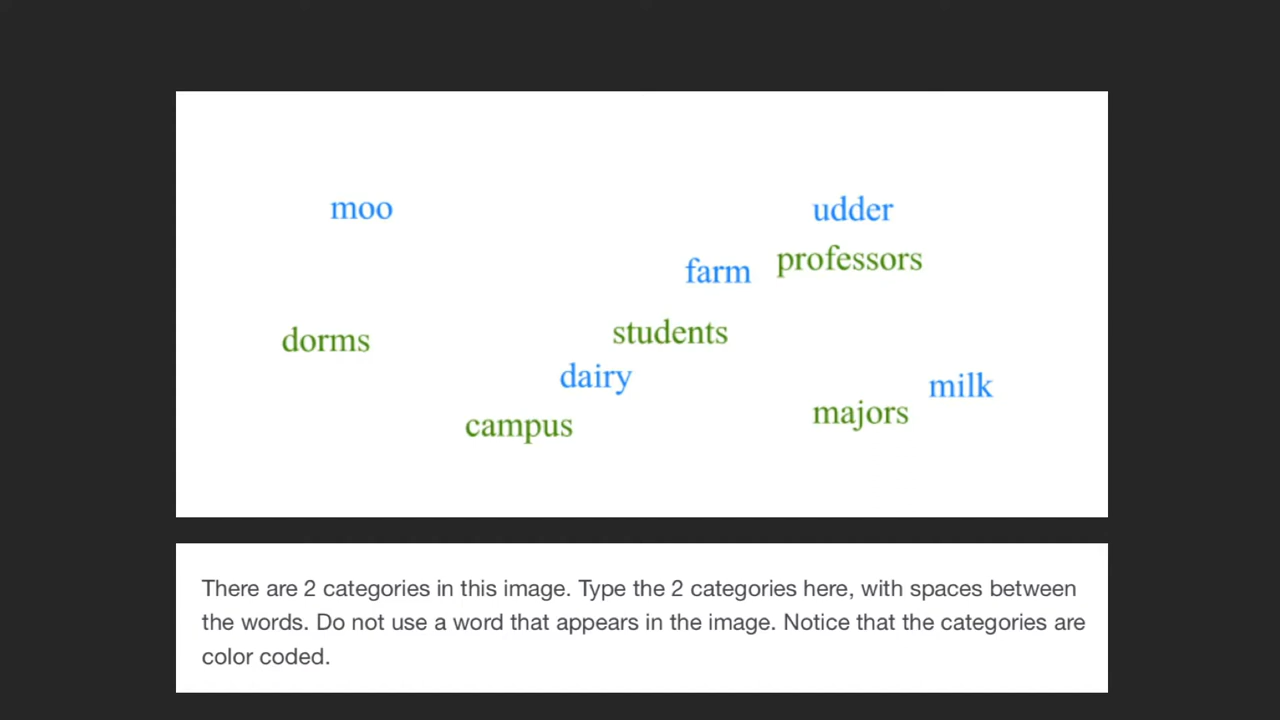 moo
udder
farm
professors
dorms
students
dairy
milk
campus
majors
There are 2 categories in this image. Type the 2 categories here, with spaces between
the words. Do not use a word that appears in the image. Notice that the categories are
color coded.